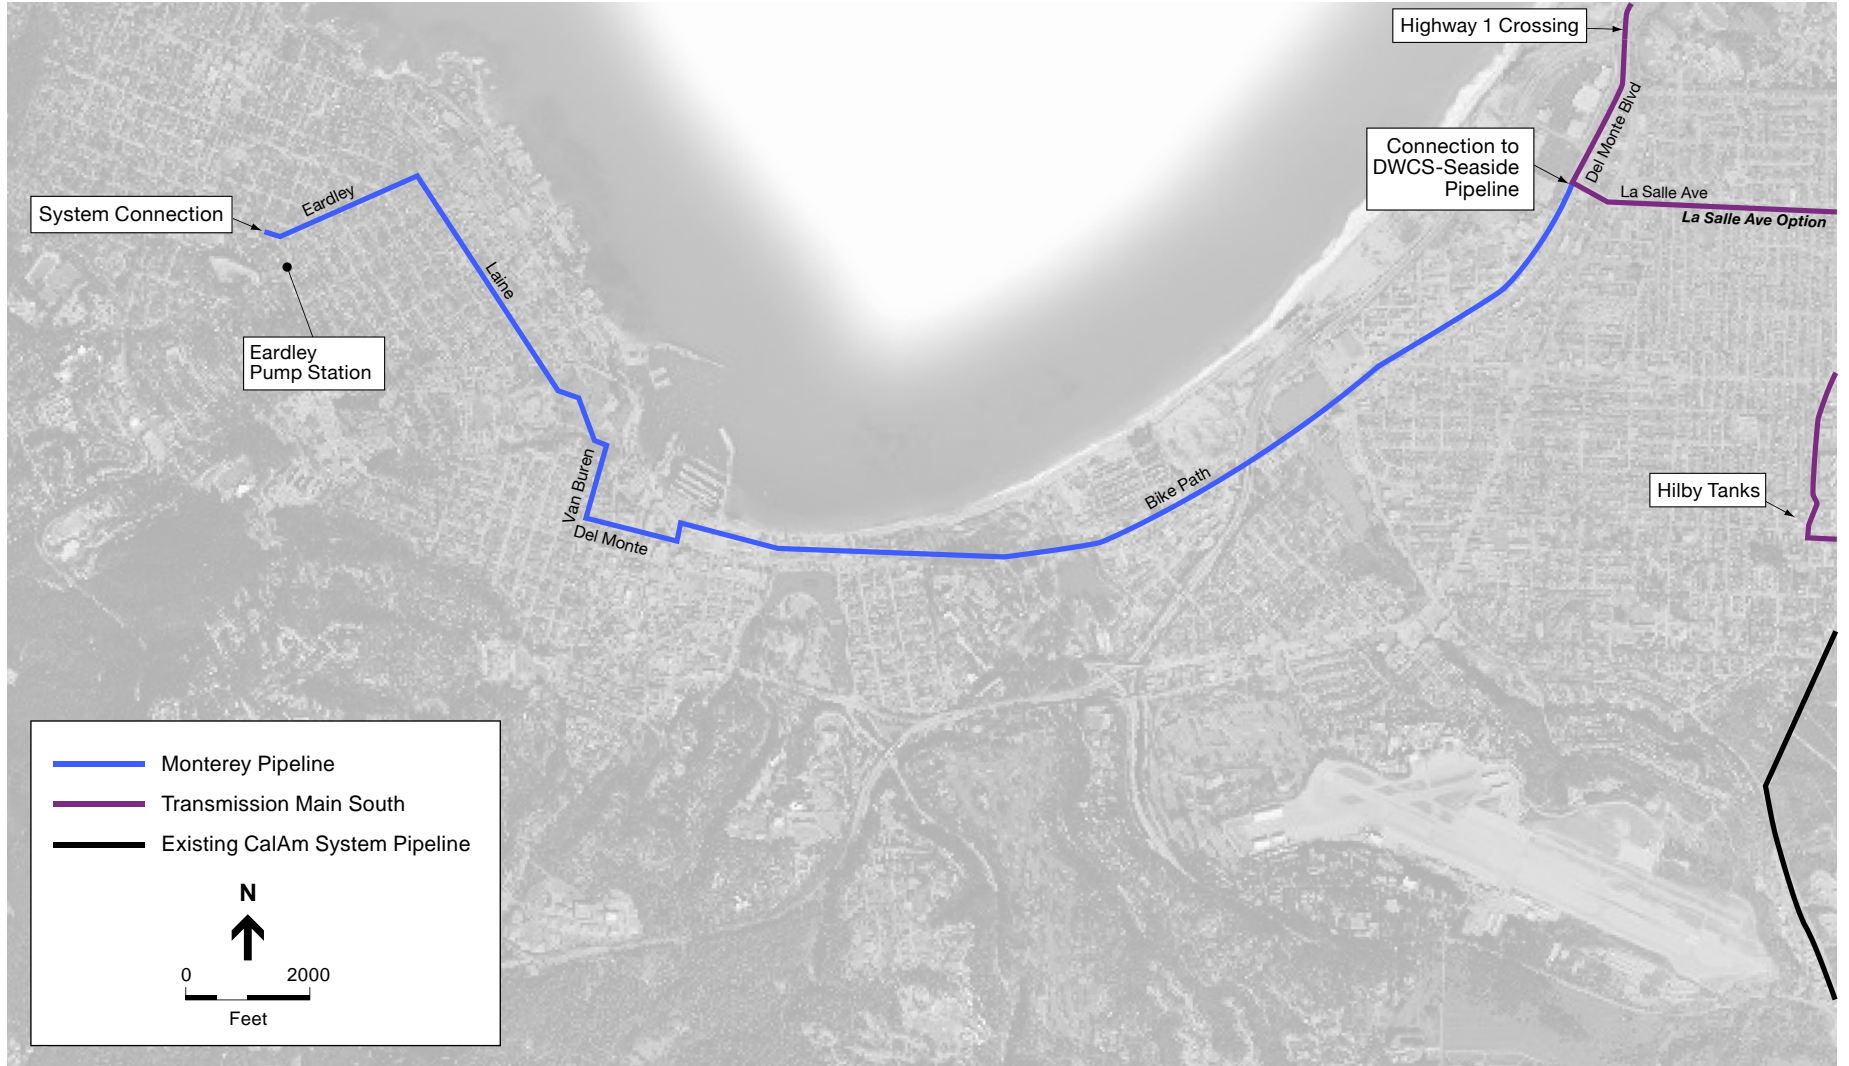 Highway 1 Crossing
Del Monte Blvd
Connection to
DWCS-Seaside
Pipeline
La Salle Ave
La Salle Ave Option
System Connection
Eardley
Laine
Eardley
Pump Station
Van Buren
Del Monte
Bike Path
Hilby Tanks
Monterey Pipeline
Transmission Main South
Existing CalAm System Pipeline
N
0 2000
Feet